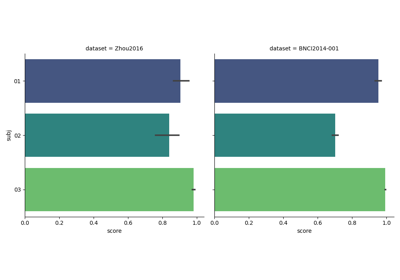 dataset = Zhou2016
dataset = BNCI2014-001
01
02
03
subj
0.0 0.2 0.4 0.6 0.8 1.0
0.0 0.2 0.4 0.6 0.8 1.0
score
score